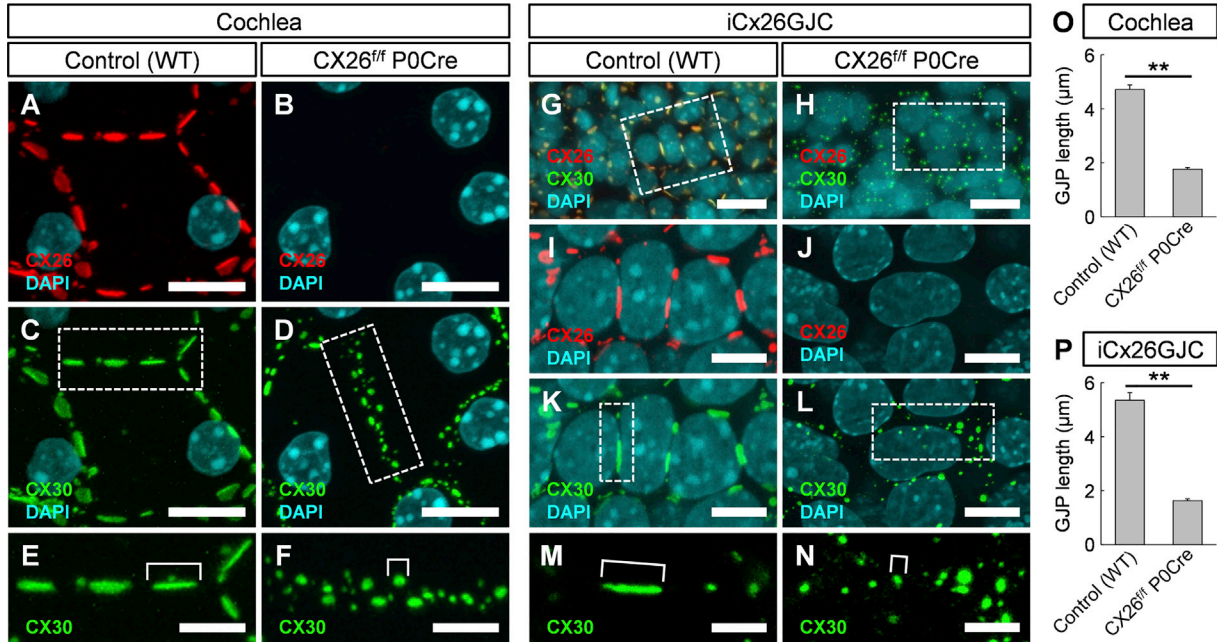 Cochlea
Control (WT)
CX26f/f P0Cre
A
CX26
DAPI
B
CX26
DAPI
C
CX30
DAPI
D
CX30
DAPI
E
CX30
F
CX30
iCx26GJC
Control (WT)
CX26f/f P0Cre
G
CX26
CX30
DAPI
H
CX26
CX30
DAPI
I
CX26
DAPI
J
CX26
DAPI
K
CX30
DAPI
L
CX30
DAPI
M
CX30
N
CX30
O
Cochlea
GJP length (μm)
6
4
2
0
**
Control (WT)
CX26f/f P0Cre
P
iCx26GJC
GJP length (μm)
6
4
2
0
**
Control (WT)
CX26f/f P0Cre